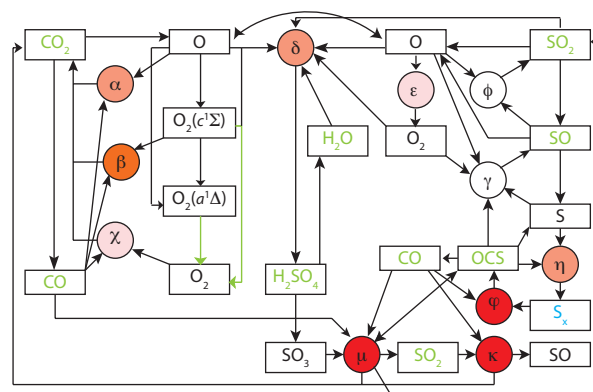 CO₂ O δ O SO₂
α ε ϕ
O₂(c¹Σ) H₂O O₂ SO
β γ
O₂(a¹Δ) S
χ CO OCS η
CO O₂ H₂SO₄ φ Sₓ
SO₃ μ SO₂ κ SO